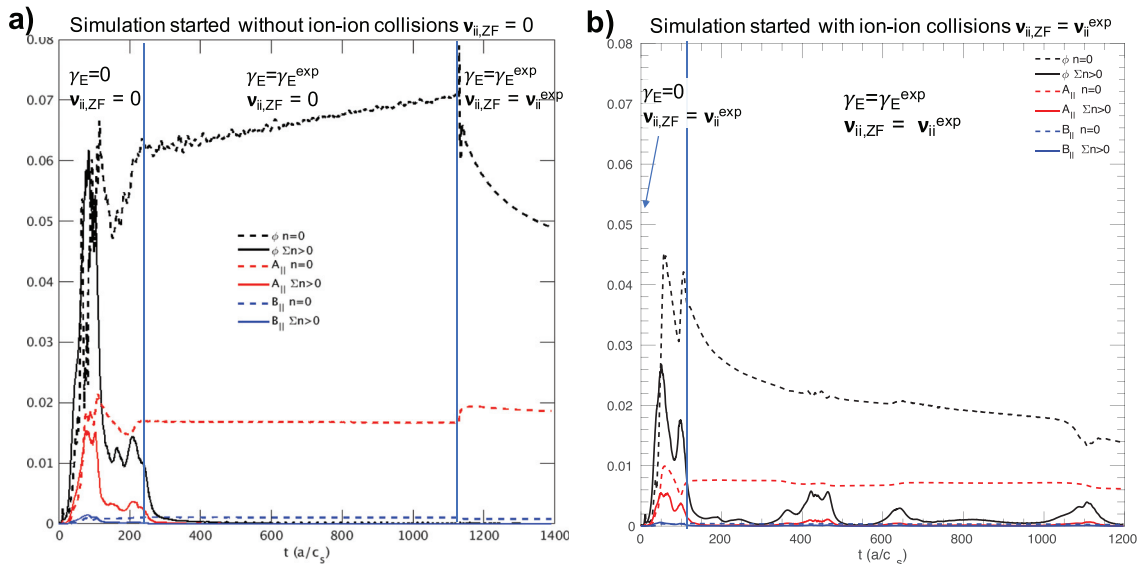 a) Simulation started without ion-ion collisions ν_ii,ZF = 0
γ_E=0
ν_ii,ZF = 0
γ_E=γ_E^exp
ν_ii,ZF = 0
γ_E=γ_E^exp
ν_ii,ZF = ν_ii^exp
ϕ n=0
ϕ Σn>0
A_|| n=0
A_|| Σn>0
B_|| n=0
B_|| Σn>0
0.08
0.07
0.06
0.05
0.04
0.03
0.02
0.01
0
0 200 400 600 800 1000 1200 1400
t (a/c_s)
b) Simulation started with ion-ion collisions ν_ii,ZF = ν_ii^exp
γ_E=0
ν_ii,ZF = ν_ii^exp
γ_E=γ_E^exp
ν_ii,ZF = ν_ii^exp
ϕ n=0
ϕ Σn>0
A_|| n=0
A_|| Σn>0
B_|| n=0
B_|| Σn>0
0.08
0.07
0.06
0.05
0.04
0.03
0.02
0.01
0
0 200 400 600 800 1000 1200
t (a/c_s)